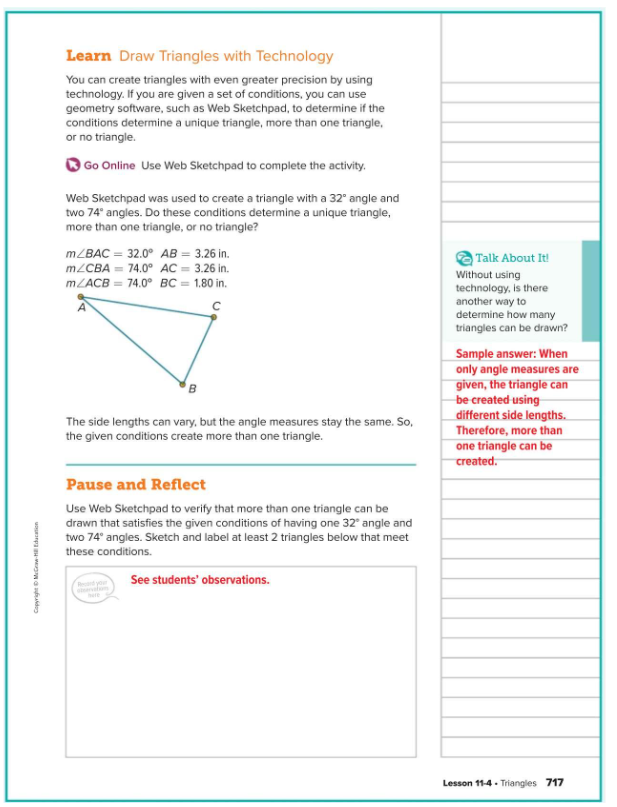 Learn Draw Triangles with Technology
You can create triangles with even greater precision by using
technology. If you are given a set of conditions, you can use
geometry software, such as Web Sketchpad, to determine if the
conditions determine a unique triangle, more than one triangle,
or no triangle.
Go Online Use Web Sketchpad to complete the activity.
Web Sketchpad was used to create a triangle with a 32° angle and
two 74° angles. Do these conditions determine a unique triangle,
more than one triangle, or no triangle?
m∠BAC = 32.0° AB = 3.26 in.
m∠CBA = 74.0° AC = 3.26 in.
m∠ACB = 74.0° BC = 1.80 in.
A
C
B
The side lengths can vary, but the angle measures stay the same. So,
the given conditions create more than one triangle.
Talk About It!
Without using
technology, is there
another way to
determine how many
triangles can be drawn?
Sample answer: When
only angle measures are
given, the triangle can
be created using
different side lengths.
Therefore, more than
one triangle can be
created.
Pause and Reflect
Use Web Sketchpad to verify that more than one triangle can be
drawn that satisfies the given conditions of having one 32° angle and
two 74° angles. Sketch and label at least 2 triangles below that meet
these conditions.
Record your
observations
here
See students' observations.
Copyright © McGraw-Hill Education
Lesson 11-4 • Triangles 717